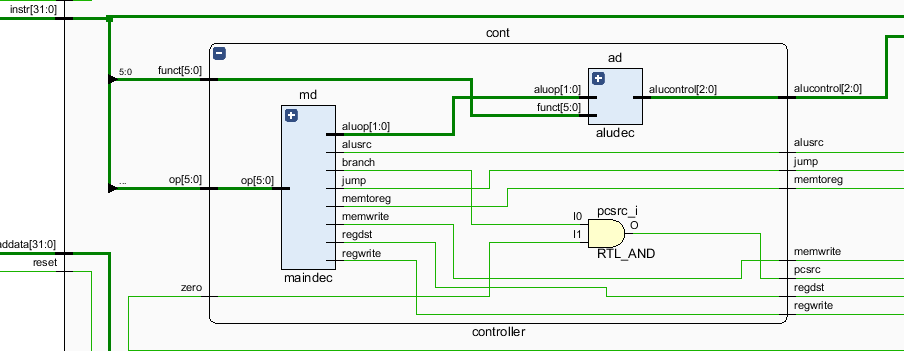 instr[31:0]
cont
5:0
funct[5:0]
ad
aluop[1:0]
alucontrol[2:0]
alucontrol[2:0]
funct[5:0]
md
aluop[1:0]
aludec
alusrc
alusrc
branch
jump
...
op[5:0]
op[5:0]
jump
memtoreg
memtoreg
memwrite
I0
pcsrc_i
O
regdst
I1
addata[31:0]
regwrite
RTL_AND
memwrite
reset
maindec
pcsrc
zero
regdst
regwrite
controller